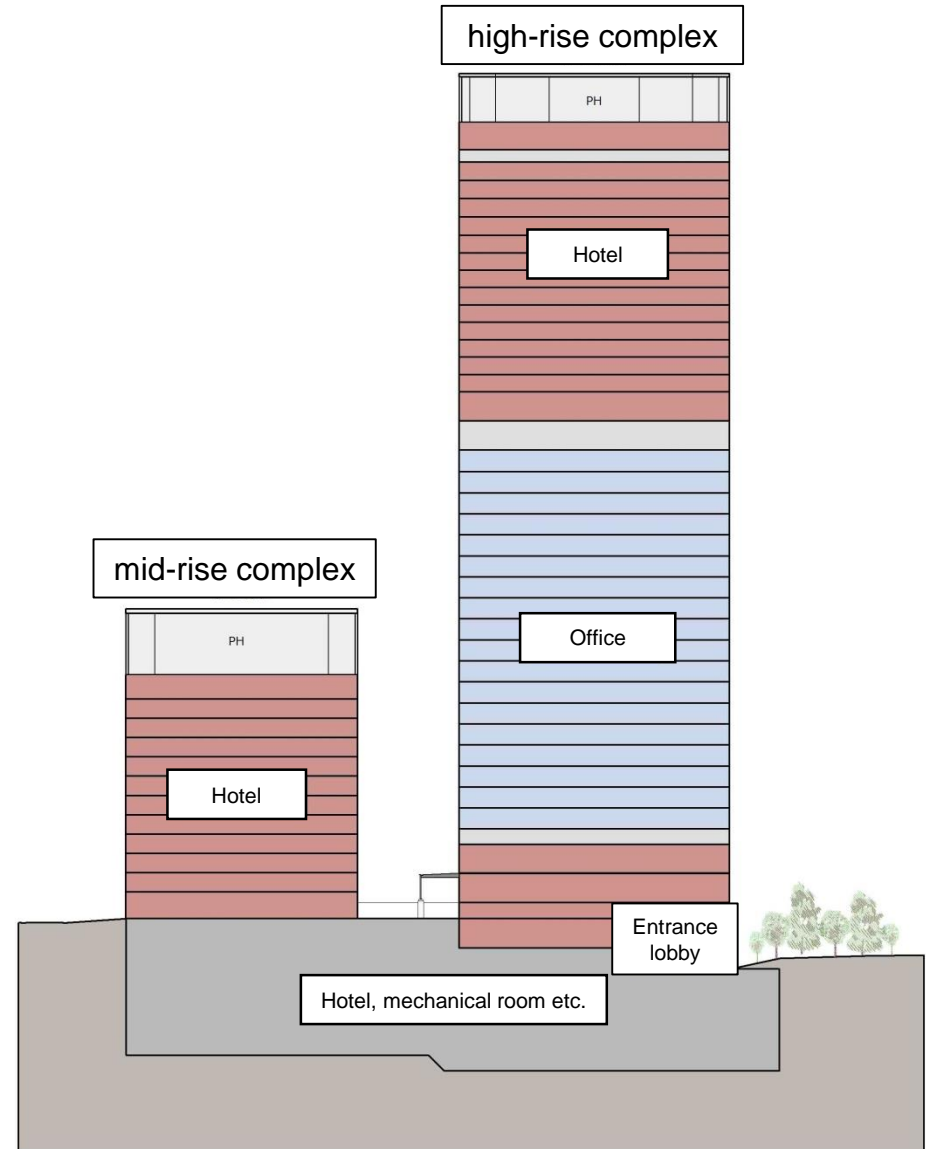 high-rise complex
PH
Hotel
mid-rise complex
PH
Office
Hotel
Entrance
lobby
Hotel, mechanical room etc.